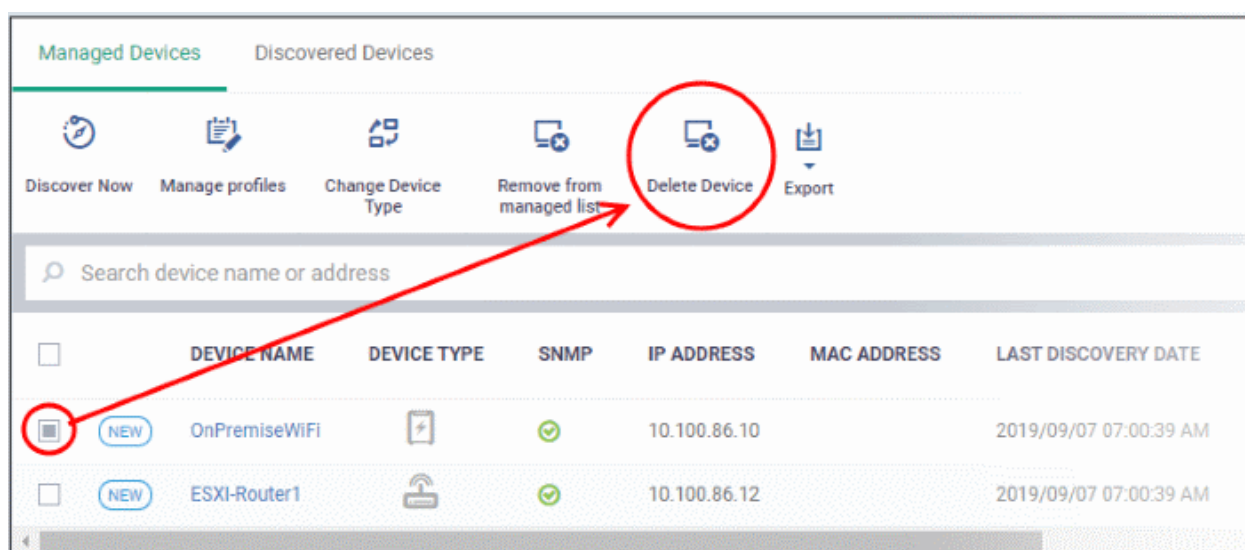 Managed Devices Discovered Devices
Discover Now Manage profiles Change Device Type Remove from managed list Delete Device Export
Search device name or address
DEVICE NAME DEVICE TYPE SNMP IP ADDRESS MAC ADDRESS LAST DISCOVERY DATE
NEW OnPremiseWiFi 10.100.86.10 2019/09/07 07:00:39 AM
NEW ESXI-Router1 10.100.86.12 2019/09/07 07:00:39 AM